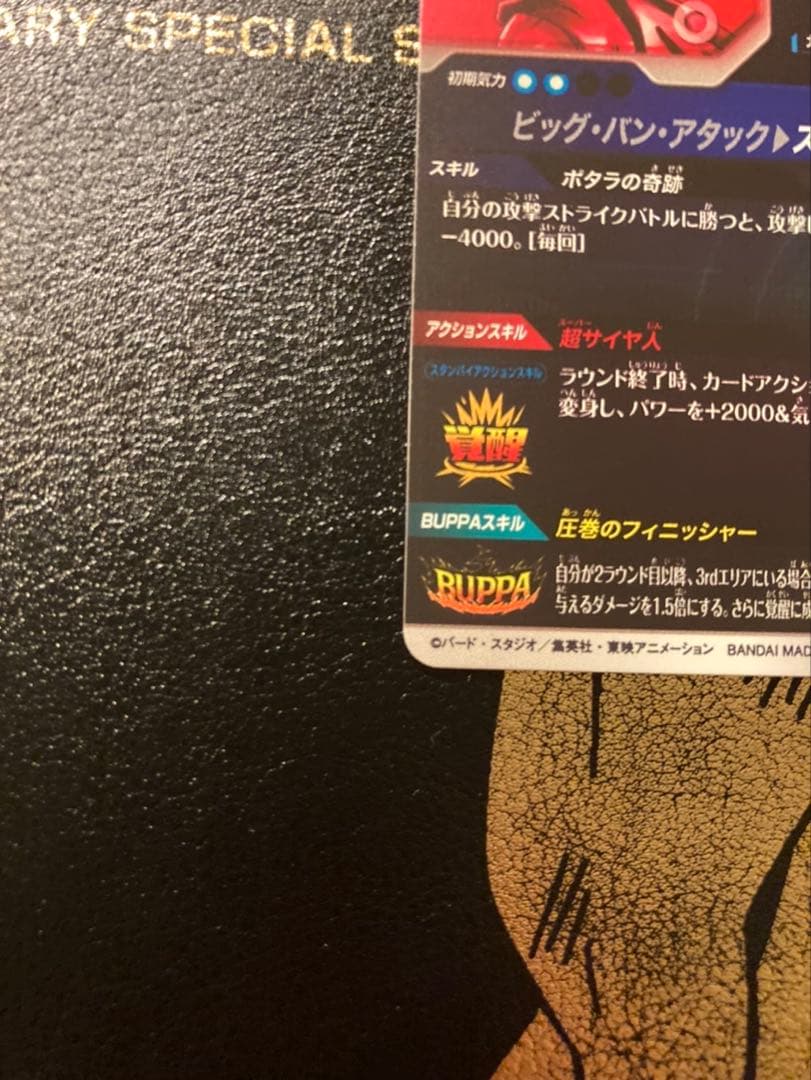 ARY SPECIAL S
初期気力
ビッグ・バン・アタック▶ス
スキル ポタラの奇跡
自分の攻撃ストライクバトルに勝つと、攻撃
-4000。[毎回]
アクションスキル 超サイヤ人
スタンバイアクションスキル
ラウンド終了時、カードアクシ
変身し、パワーを+2000&気
覚醒
BUPPAスキル 圧巻のフィニッシャー
BUPPA
自分が2ラウンド目以降、3rdエリアにいる場合
与えるダメージを1.5倍にする。さらに覚醒に成
©バード・スタジオ/集英社・東映アニメーション BANDAI MAD